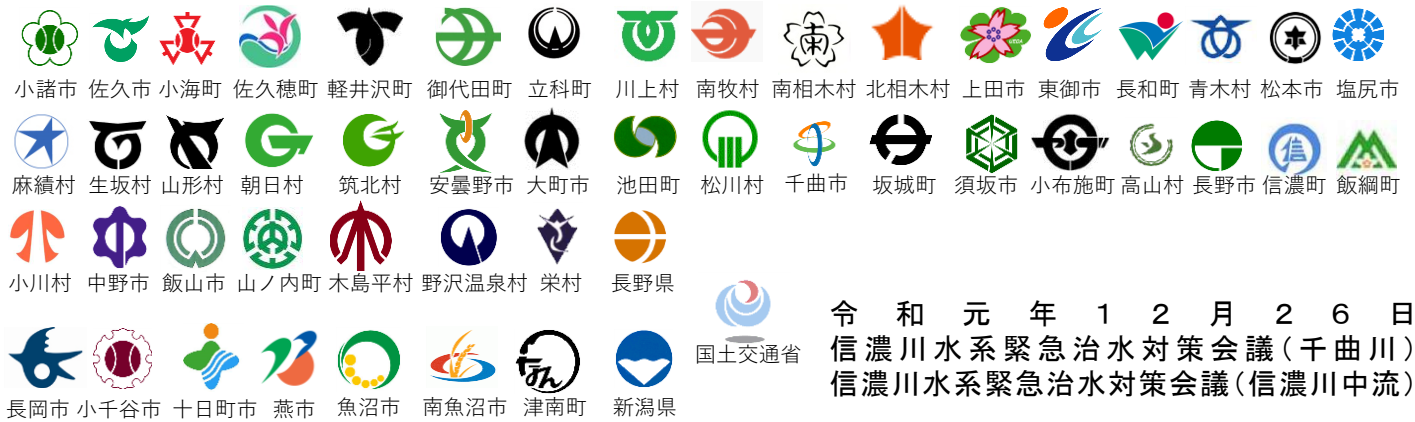 小諸市 佐久市 小海町 佐久穂町 軽井沢町 御代田町 立科町 川上村 南牧村 南相木村 北相木村 上田市 東御市 長和町 青木村 松本市 塩尻市
麻績村 生坂村 山形村 朝日村 筑北村 安曇野市 大町市 池田町 松川村 千曲市 坂城町 須坂市 小布施町 高山村 長野市 信濃町 飯綱町
小川村 中野市 飯山市 山ノ内町 木島平村 野沢温泉村 栄村 長野県
長岡市 小千谷市 十日町市 燕市 魚沼市 南魚沼市 津南町 新潟県
国土交通省
令和元年12月26日
信濃川水系緊急治水対策会議(千曲川)
信濃川水系緊急治水対策会議(信濃川中流)